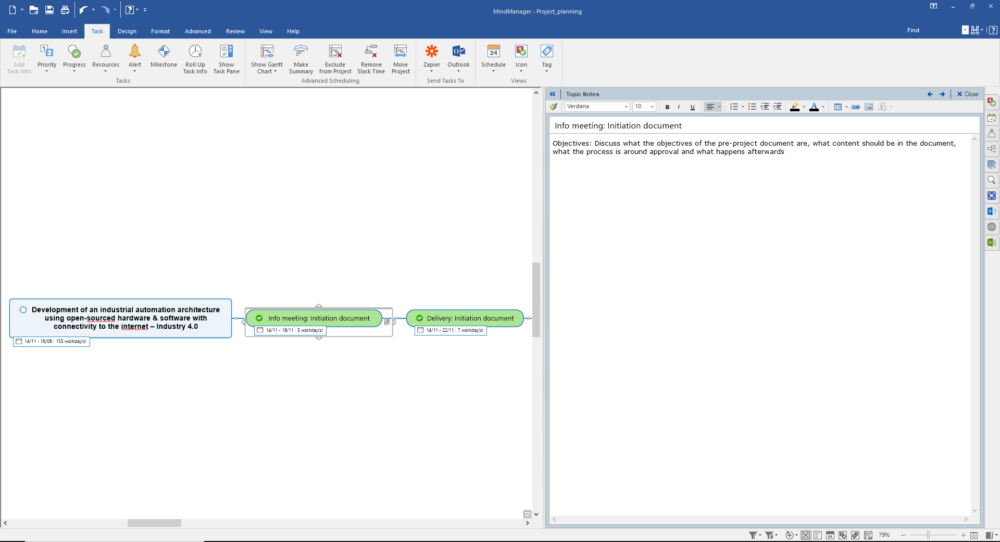 MindManager - Project_planning
File Home Insert Task Design Format Advanced Review View Help Find
Add Task Info
Priority
Progress
Resources
Alert
Milestone
Roll Up Task Info
Show Task Pane
Show Gantt Chart
Make Summary
Exclude from Project
Remove Slack Time
Move Project
Zapier
Outlook
24
Schedule
Icon
Tag
Tasks
Advanced Scheduling
Send Tasks To
Views
Topic Notes
Close
Verdana 10 B I U A
Info meeting: Initiation document
Objectives: Discuss what the objectives of the pre-project document are, what content should be in the document,
what the process is around approval and what happens afterwards
Development of an industrial automation architecture
using open-sourced hardware & software with
connectivity to the internet – Industry 4.0
14/11 - 16/06 : 155 workday(s)
Info meeting: Initiation document
14/11 - 18/11 : 5 workday(s)
Delivery: Initiation document
14/11 - 22/11 : 7 workday(s)
79%